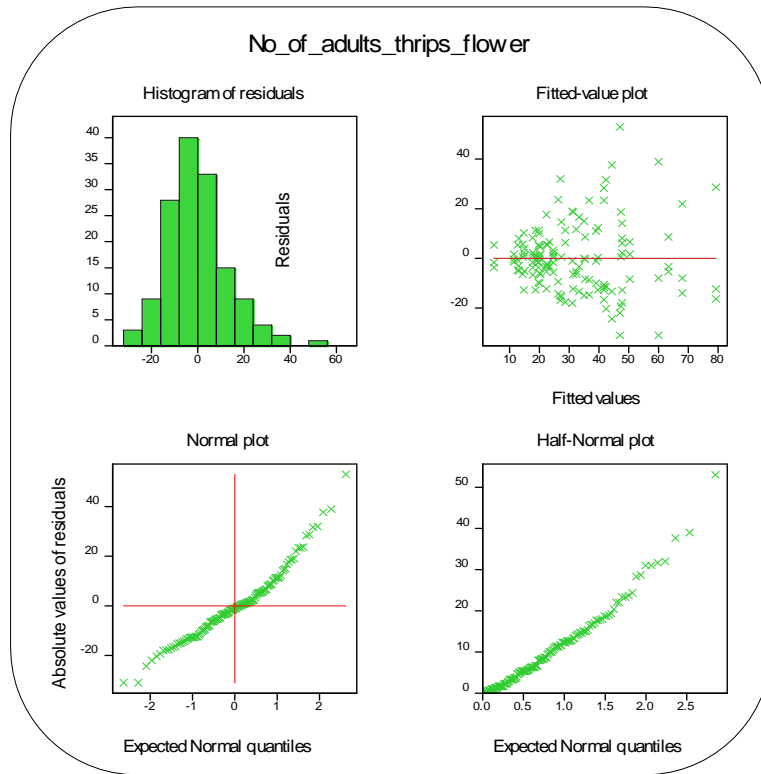 No_of_adults_thrips_flower
Histogram of residuals
Fitted-value plot
40
35
30
25
20
15
10
5
0
-20 0 20 40 60
Residuals
40
20
0
-20
10 20 30 40 50 60 70 80
Fitted values
Normal plot
Half-Normal plot
Absolute values of residuals
40
20
0
-20
-2 -1 0 1 2
Expected Normal quantiles
50
40
30
20
10
0
0.0 0.5 1.0 1.5 2.0 2.5
Expected Normal quantiles